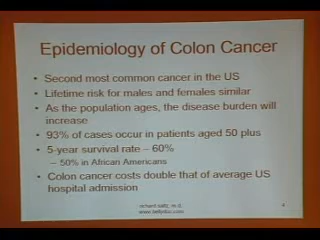 Epidemiology of Colon Cancer
• Second most common cancer in the US
• Lifetime risk for males and females similar
• As the population ages, the disease burden will
increase
• 93% of cases occur in patients aged 50 plus
• 5-year survival rate – 60%
– 50% in African Americans
• Colon cancer costs double that of average US
hospital admission
4